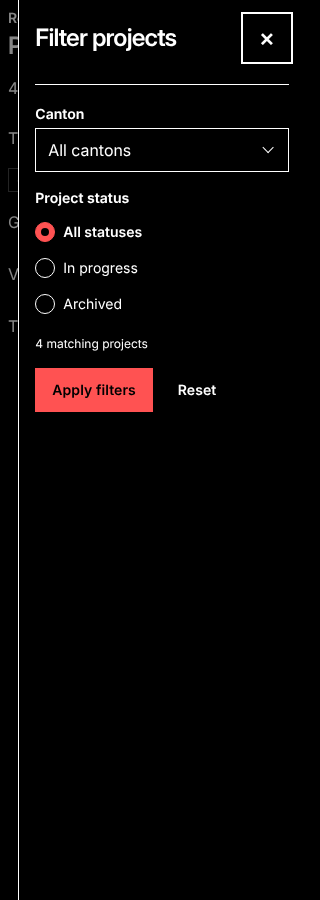 Filter projects
Canton
All cantons
Project status
All statuses
In progress
Archived
4 matching projects
Apply filters
Reset